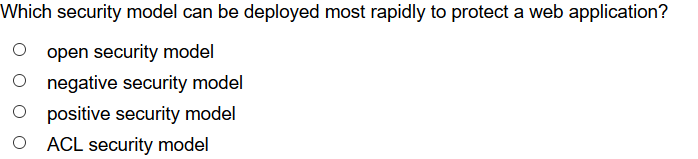 Which security model can be deployed most rapidly to protect a web application?
open security model
negative security model
positive security model
ACL security model